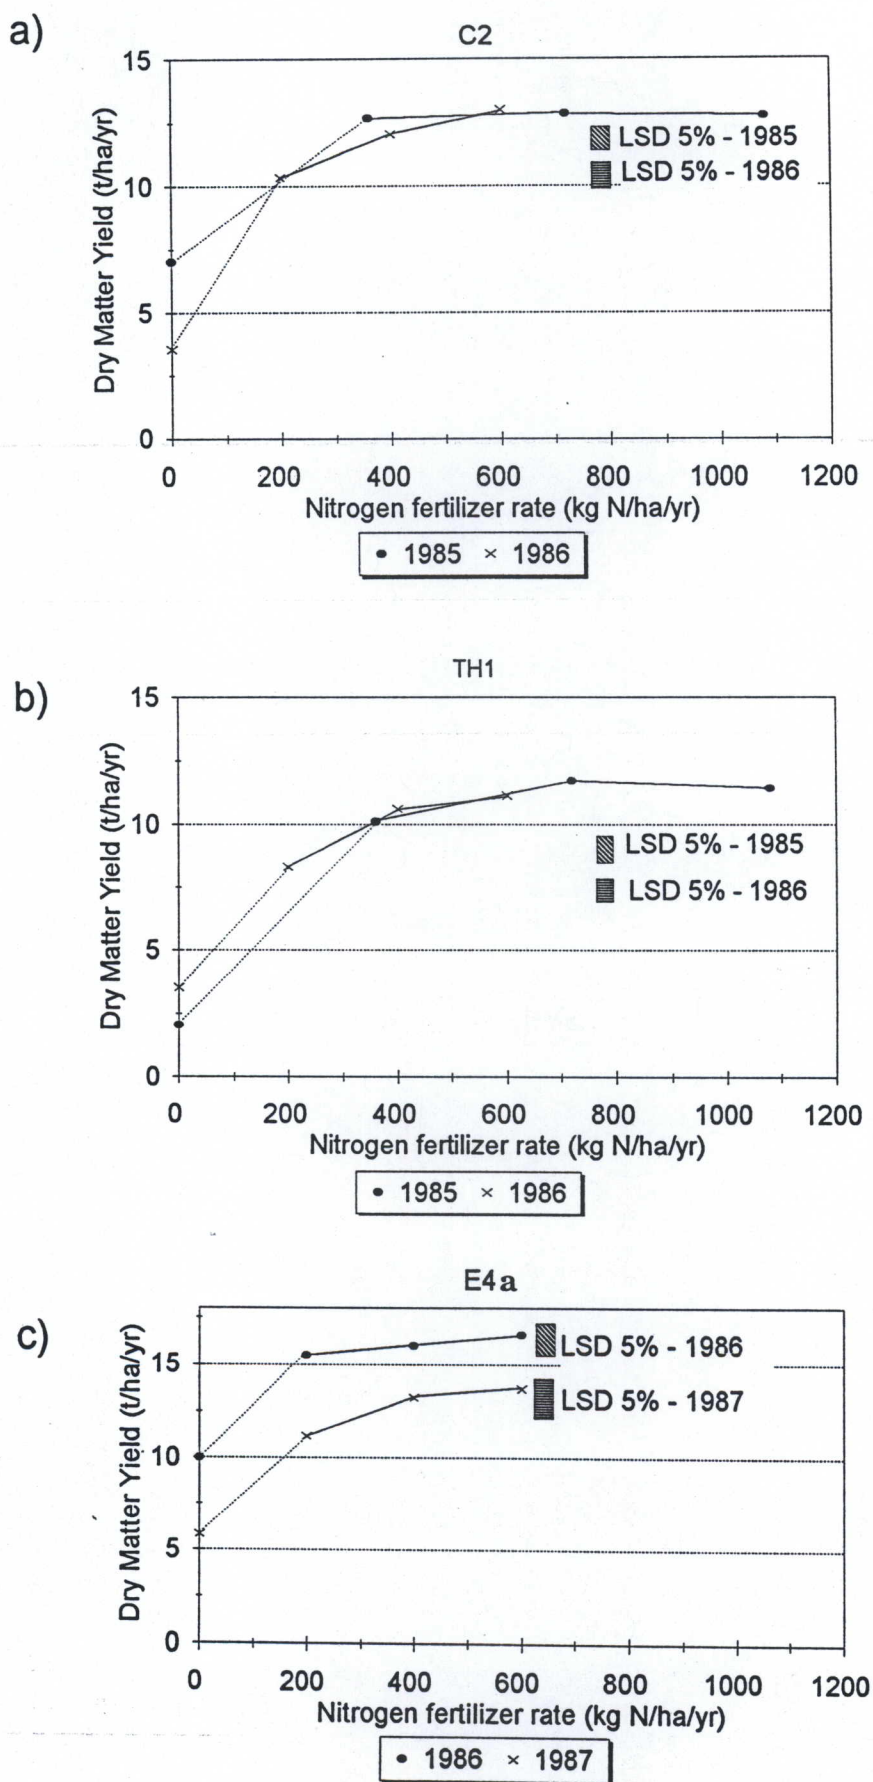 a)
C2
Dry Matter Yield (t/ha/yr)
15
10
5
0
LSD 5% - 1985
LSD 5% - 1986
0 200 400 600 800 1000 1200
Nitrogen fertilizer rate (kg N/ha/yr)
1985 1986
b)
TH1
Dry Matter Yield (t/ha/yr)
15
10
5
0
LSD 5% - 1985
LSD 5% - 1986
0 200 400 600 800 1000 1200
Nitrogen fertilizer rate (kg N/ha/yr)
1985 1986
c)
E4a
Dry Matter Yield (t/ha/yr)
15
10
5
0
LSD 5% - 1986
LSD 5% - 1987
0 200 400 600 800 1000 1200
Nitrogen fertilizer rate (kg N/ha/yr)
1986 1987